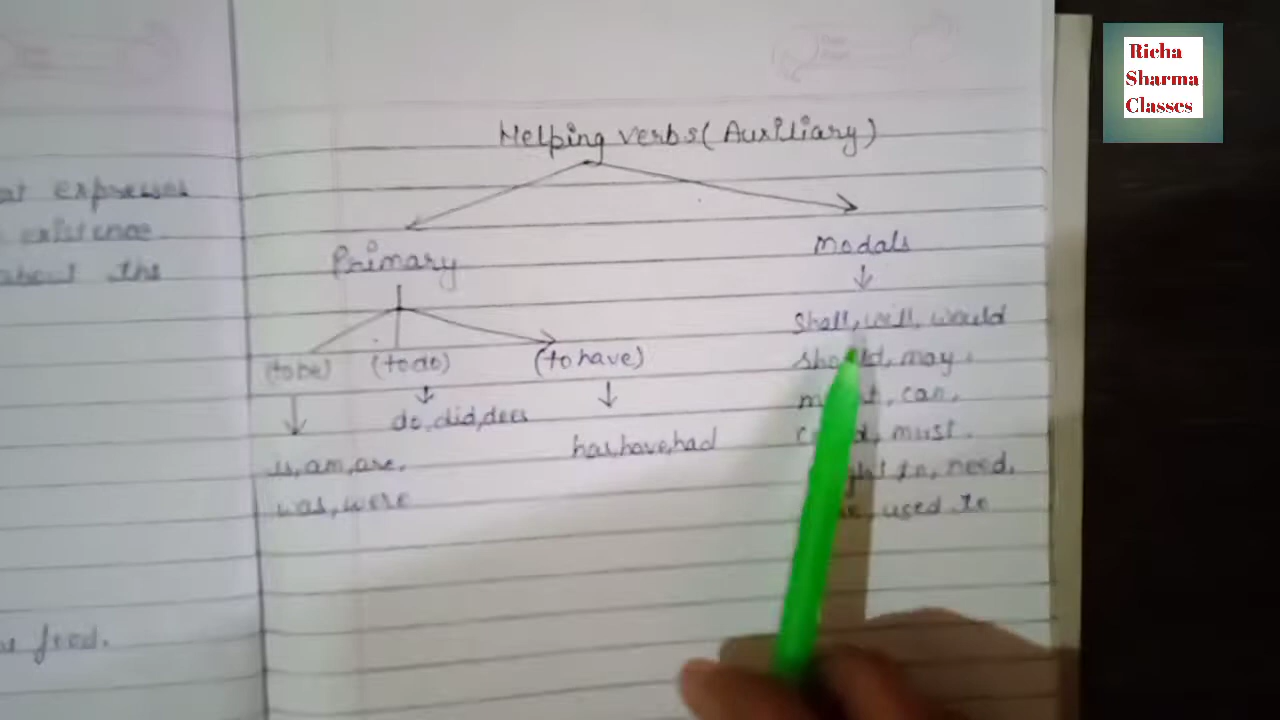 Richa
Sharma
Classes
Helping verbs (Auxiliary)
expresses
existence
about the
Primary
Modals
(to be) (to do) (to have)
shall, will, would
should, may,
can,
must.
to, need,
used to
do, did, does
has, have, had
is, am, are,
was, were
food.